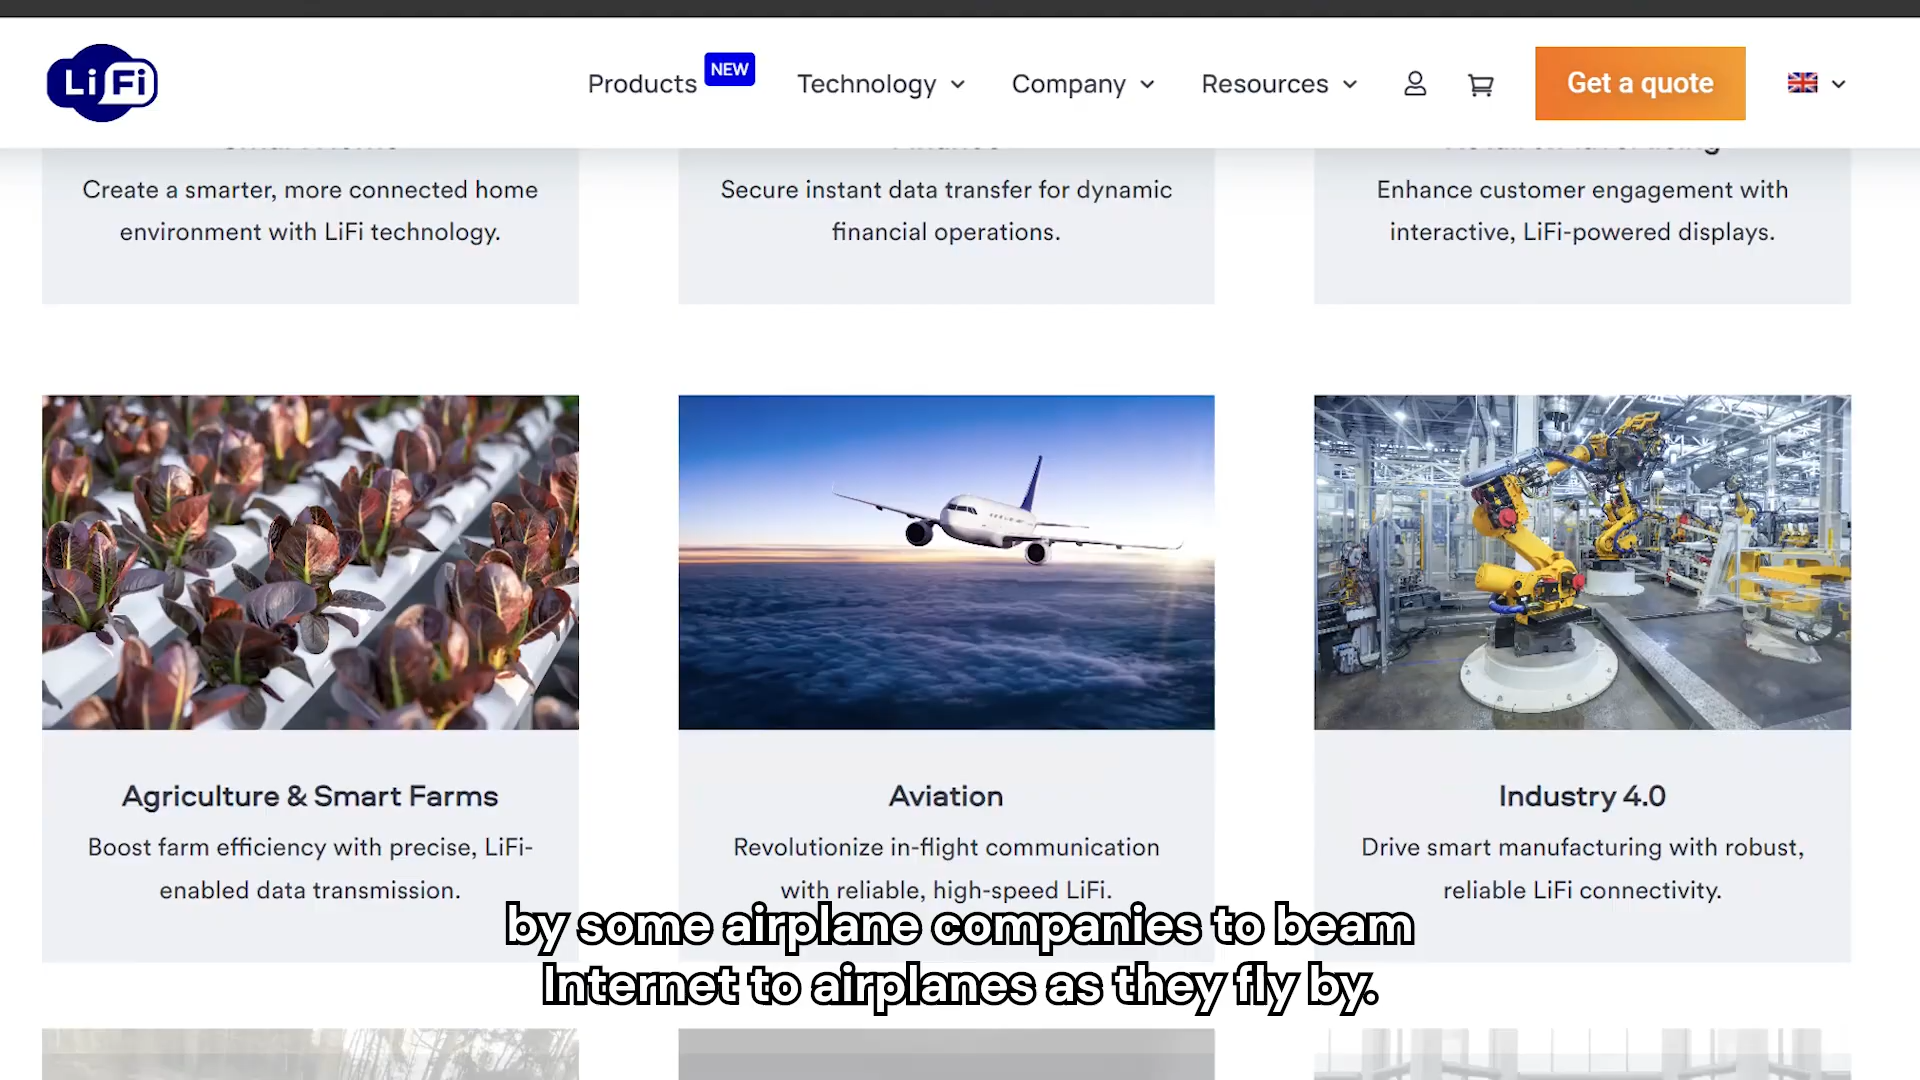 LiFi
Products NEW
Technology
Company
Resources
Get a quote
Create a smarter, more connected home
environment with LiFi technology.
Secure instant data transfer for dynamic
financial operations.
Enhance customer engagement with
interactive, LiFi-powered displays.
Agriculture & Smart Farms
Boost farm efficiency with precise, LiFi-
enabled data transmission.
Aviation
Revolutionize in-flight communication
with reliable, high-speed LiFi.
Industry 4.0
Drive smart manufacturing with robust,
reliable LiFi connectivity.
by some airplane companies to beam
Internet to airplanes as they fly by.